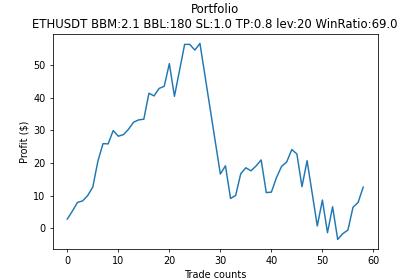 Portfolio
ETHUSDT BBM:2.1 BBL:180 SL:1.0 TP:0.8 lev:20 WinRatio:69.0
Profit ($)
50
40
30
20
10
0
0 10 20 30 40 50 60
Trade counts